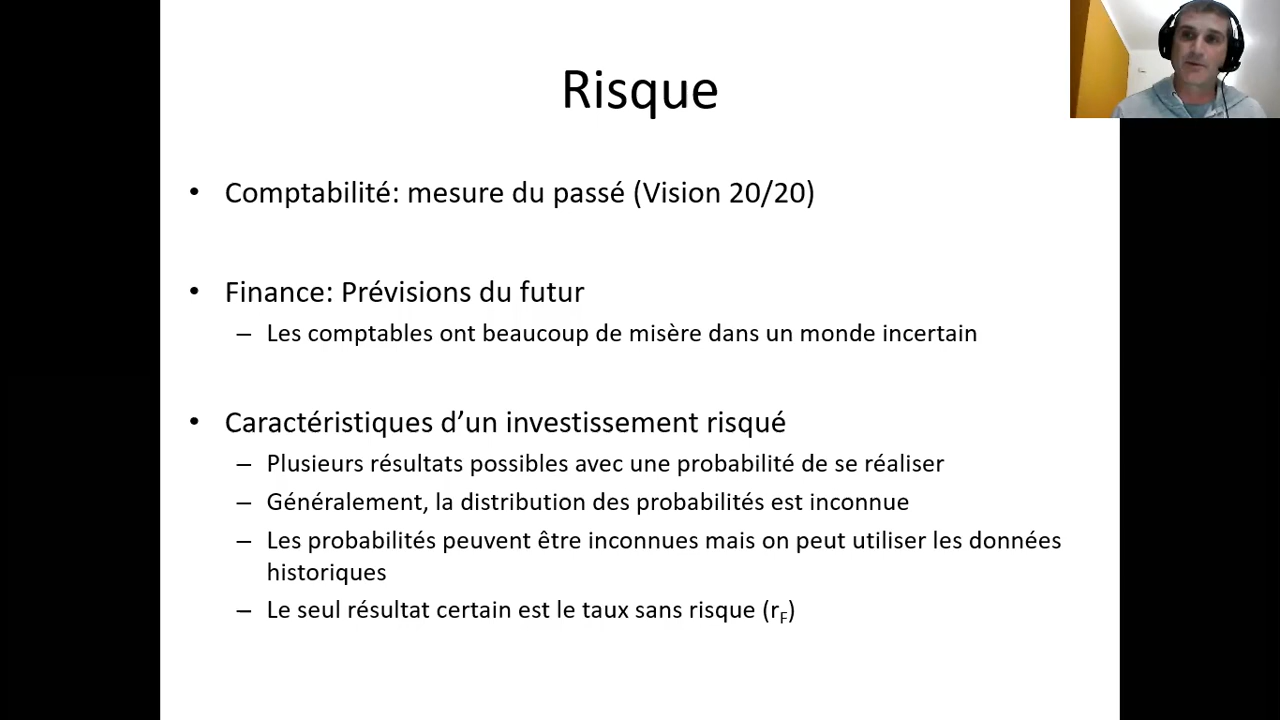 Risque
• Comptabilité: mesure du passé (Vision 20/20)
• Finance: Prévisions du futur
– Les comptables ont beaucoup de misère dans un monde incertain
• Caractéristiques d’un investissement risqué
– Plusieurs résultats possibles avec une probabilité de se réaliser
– Généralement, la distribution des probabilités est inconnue
– Les probabilités peuvent être inconnues mais on peut utiliser les données
historiques
– Le seul résultat certain est le taux sans risque (rF)